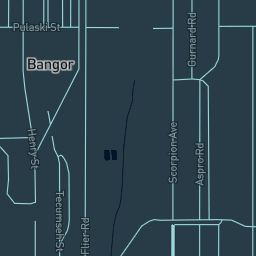 Pulaski St
Gurnard Rd
Bangor
Henry St
Scorpion Ave
Aspro Rd
Tecumseh St
Flier Rd